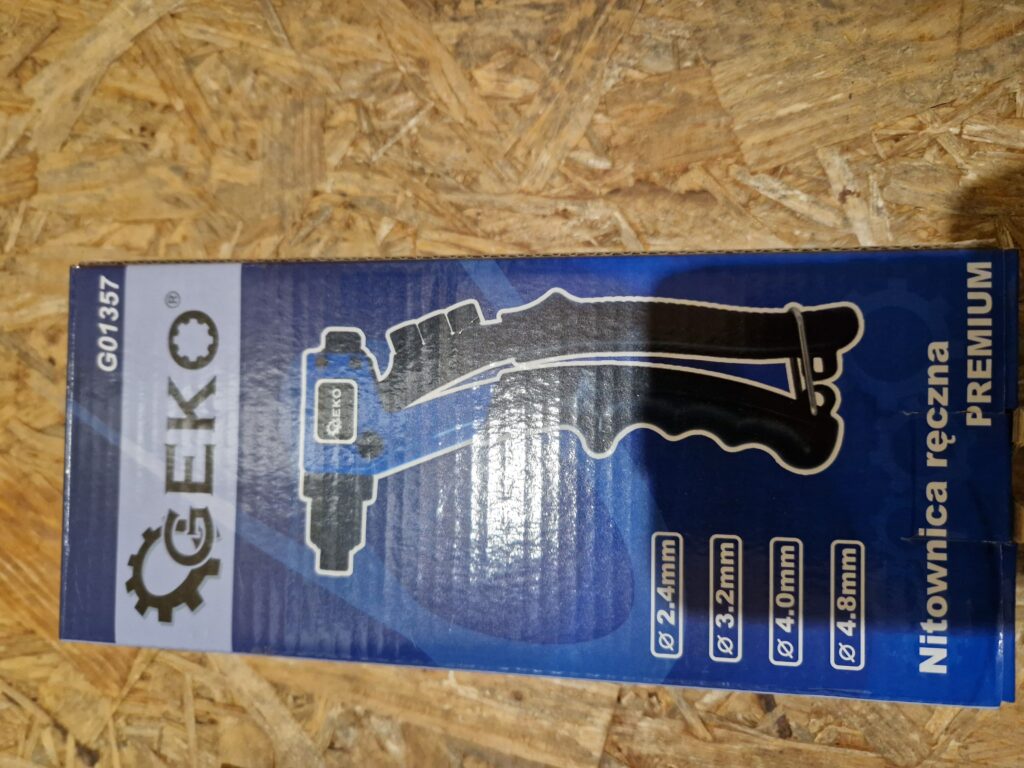 G01357
GEKO®
GEKO
Ø 2.4mm
Ø 3.2mm
Ø 4.0mm
Ø 4.8mm
Nitownica ręczna
PREMIUM